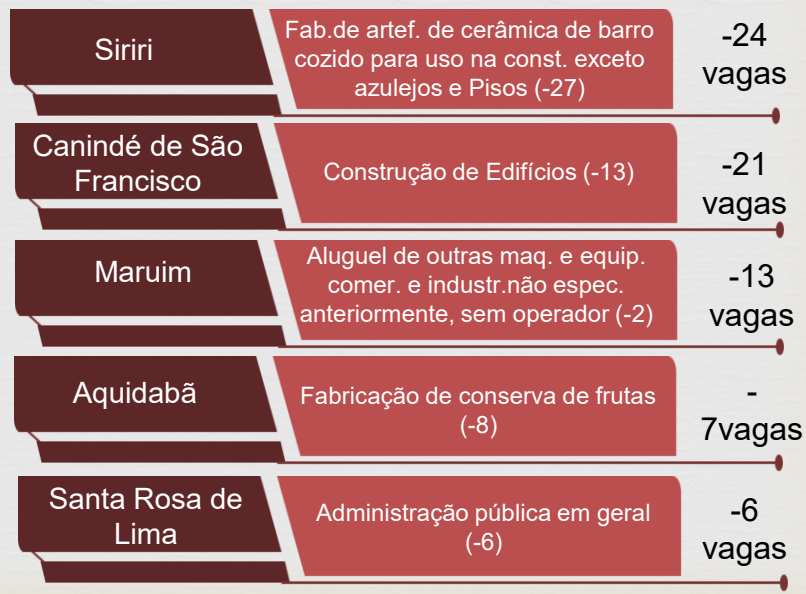 Siriri
Fab.de artef. de cerâmica de barro
cozido para uso na const. exceto
azulejos e Pisos (-27)
-24
vagas
Canindé de São
Francisco
Construção de Edifícios (-13)
-21
vagas
Maruim
Aluguel de outras maq. e equip.
comer. e industr.não espec.
anteriormente, sem operador (-2)
-13
vagas
Aquidabã
Fabricação de conserva de frutas
(-8)
-
7vagas
Santa Rosa de
Lima
Administração pública em geral
(-6)
-6
vagas